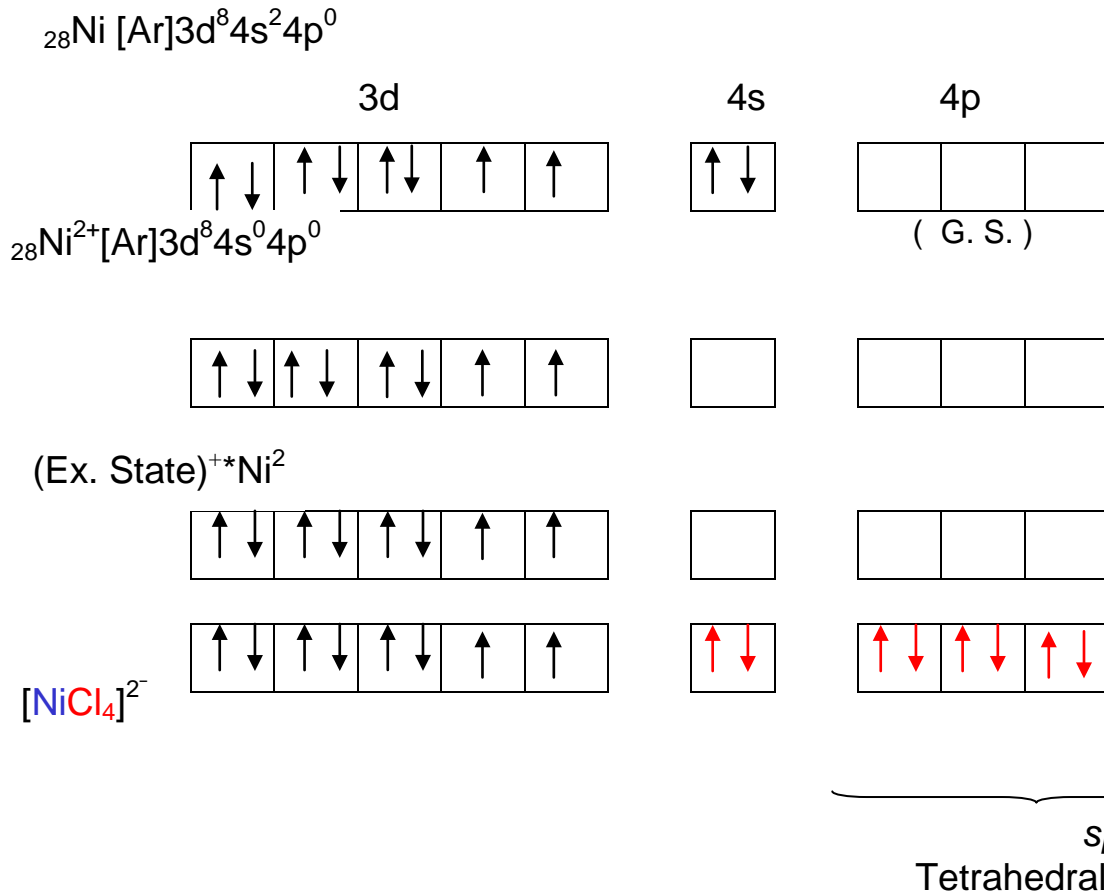 ₂₈Ni [Ar]3d⁸4s²4p⁰
3d 4s 4p
₂₈Ni²⁺[Ar]3d⁸4s⁰4p⁰
( G. S. )
(Ex. State)⁺*Ni²
[NiCl₄]²⁻
Tetrahedral